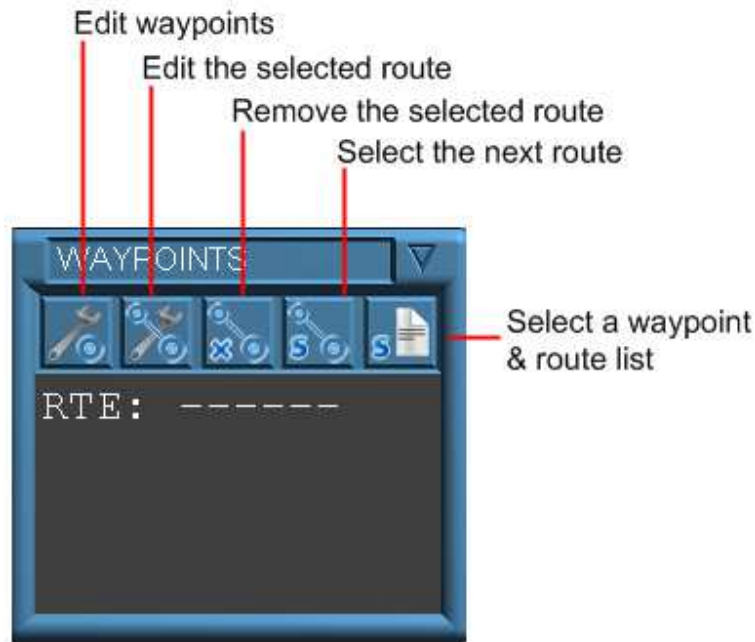 Edit waypoints
Edit the selected route
Remove the selected route
Select the next route
WAYPOINTS
x
S
S
Select a waypoint
& route list
RTE: ------